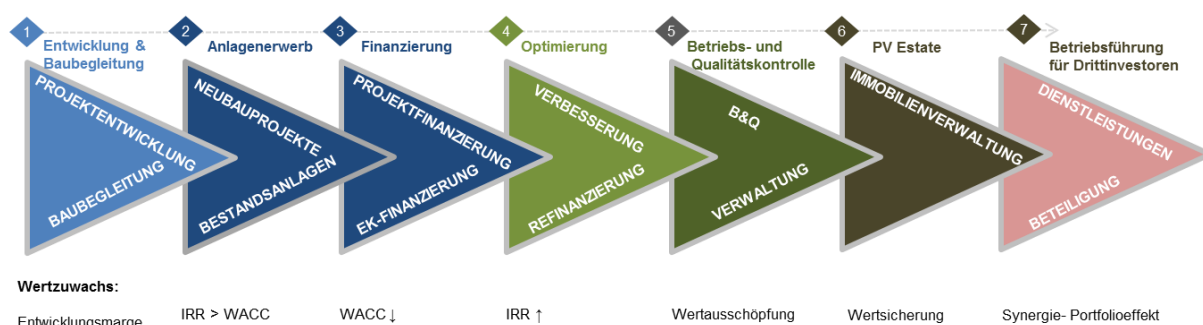 1
Entwicklung &
Baubegleitung
2
Anlagenerwerb
3
Finanzierung
4
Optimierung
5
Betriebs- und
Qualitätskontrolle
6
PV Estate
7
Betriebsführung
für Drittinvestoren
PROJEKTENTWICKLUNG
BAUBEGLEITUNG
NEUBAUPROJEKTE
BESTANDSANLAGEN
PROJEKTFINANZIERUNG
EK-FINANZIERUNG
VERBESSERUNG
REFINANZIERUNG
B&Q
VERWALTUNG
IMMOBILIENVERWALTUNG
DIENSTLEISTUNGEN
BETEILIGUNG
Wertzuwachs:
Entwicklungsmarge
IRR > WACC
WACC ↓
IRR ↑
Wertausschöpfung
Wertsicherung
Synergie- Portfolioeffekt